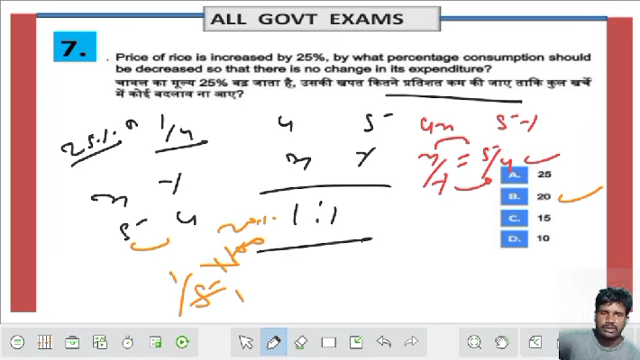 ALL GOVT EXAMS
7.
. Price of rice is increased by 25%, by what percentage consumption should
be decreased so that there is no change in its expenditure?
चावल का मूल्य 25% बढ़ जाता है, उसकी खपत कितने प्रतिशत कम की जाए ताकि कुल खर्चे
में कोई बदलाव ना आए?
25% 1/4
4 5
1 : 1
20%
A. 25
B. 20
C. 15
D. 10